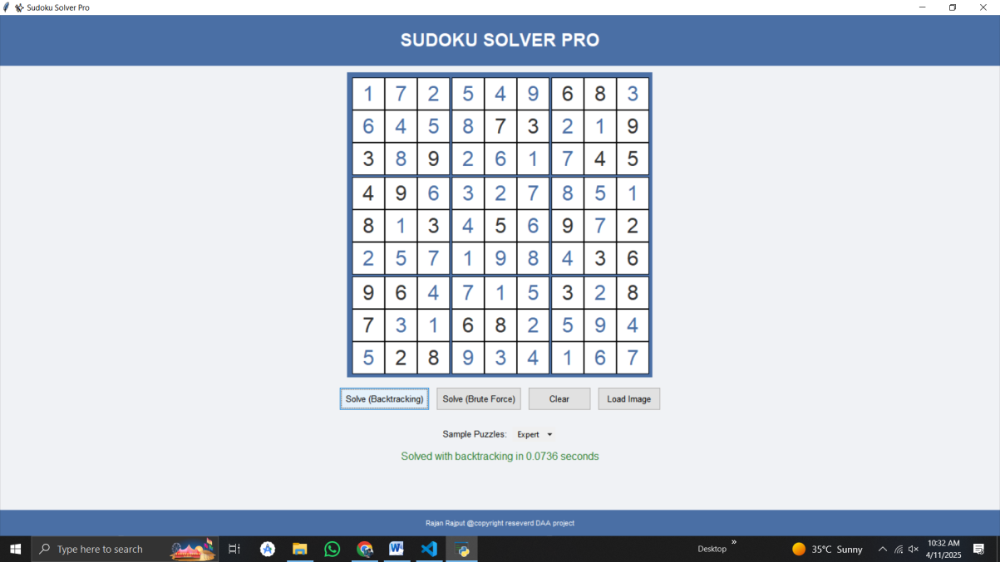 Sudoku Solver Pro
SUDOKU SOLVER PRO
1 7 2 5 4 9 6 8 3
6 4 5 8 7 3 2 1 9
3 8 9 2 6 1 7 4 5
4 9 6 3 2 7 8 5 1
8 1 3 4 5 6 9 7 2
2 5 7 1 9 8 4 3 6
9 6 4 7 1 5 3 2 8
7 3 1 6 8 2 5 9 4
5 2 8 9 3 4 1 6 7
Solve (Backtracking) Solve (Brute Force) Clear Load Image
Sample Puzzles: Expert
Solved with backtracking in 0.0736 seconds
Rajan Rajput @copyright reseverd DAA project
Type here to search
Desktop »
35°C Sunny
10:32 AM
4/11/2025